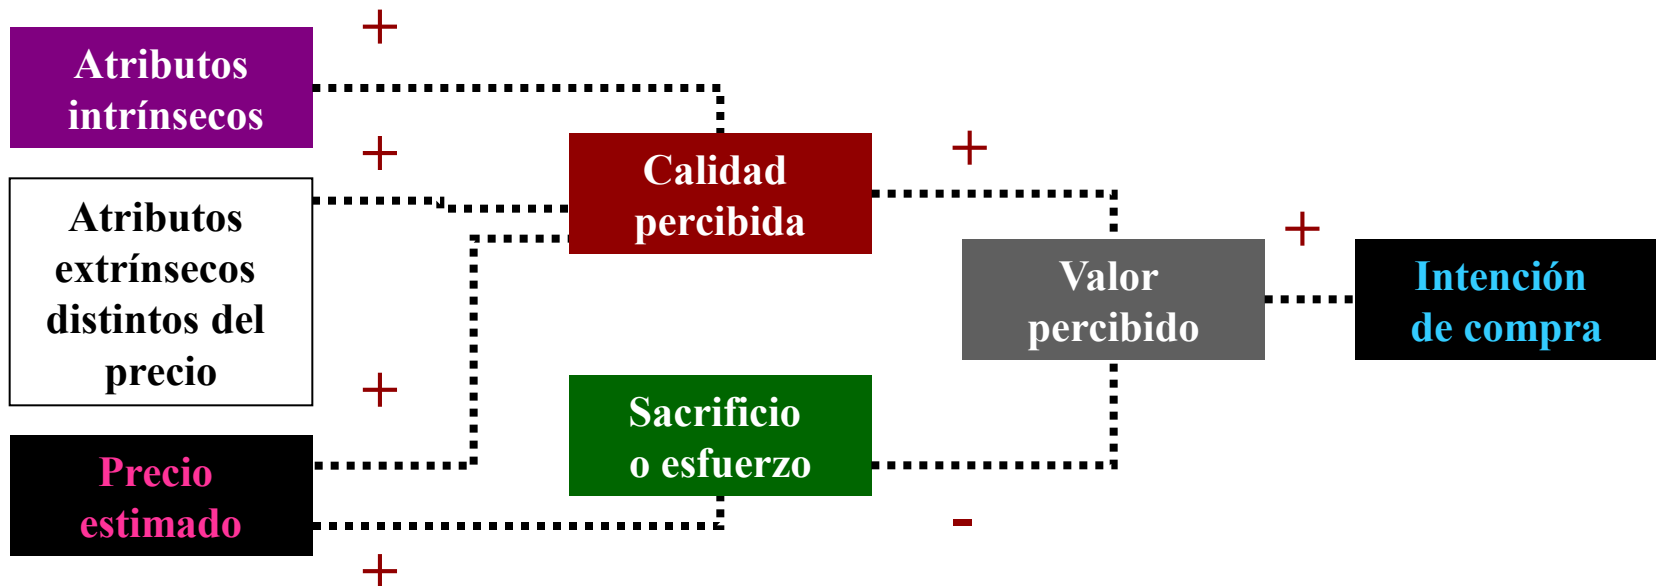 +
Atributos
intrínsecos
+
Atributos
extrínsecos
distintos del
precio
+
Precio
estimado
+
Calidad
percibida
+
Sacrificio
o esfuerzo
-
Valor
percibido
+
Intención
de compra